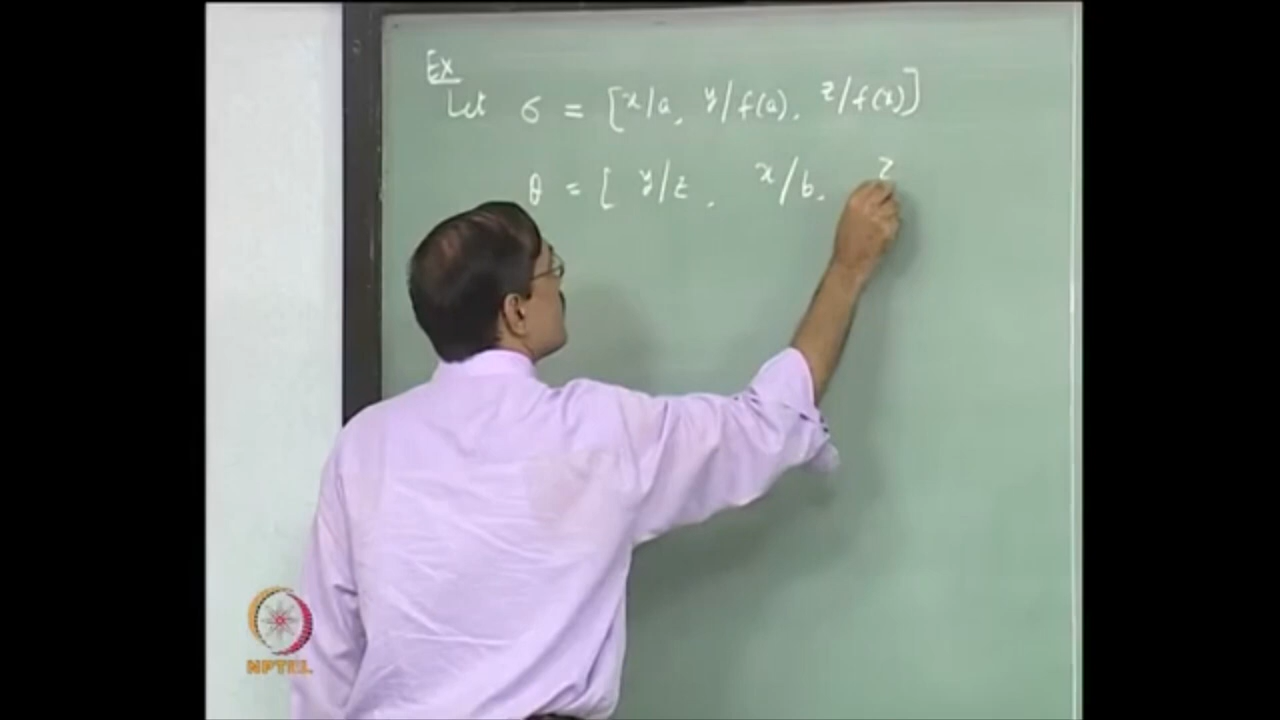 Ex
Let σ = [x/a, y/f(a), z/f(x)]
θ = [ y/z, x/b, z
NPTEL